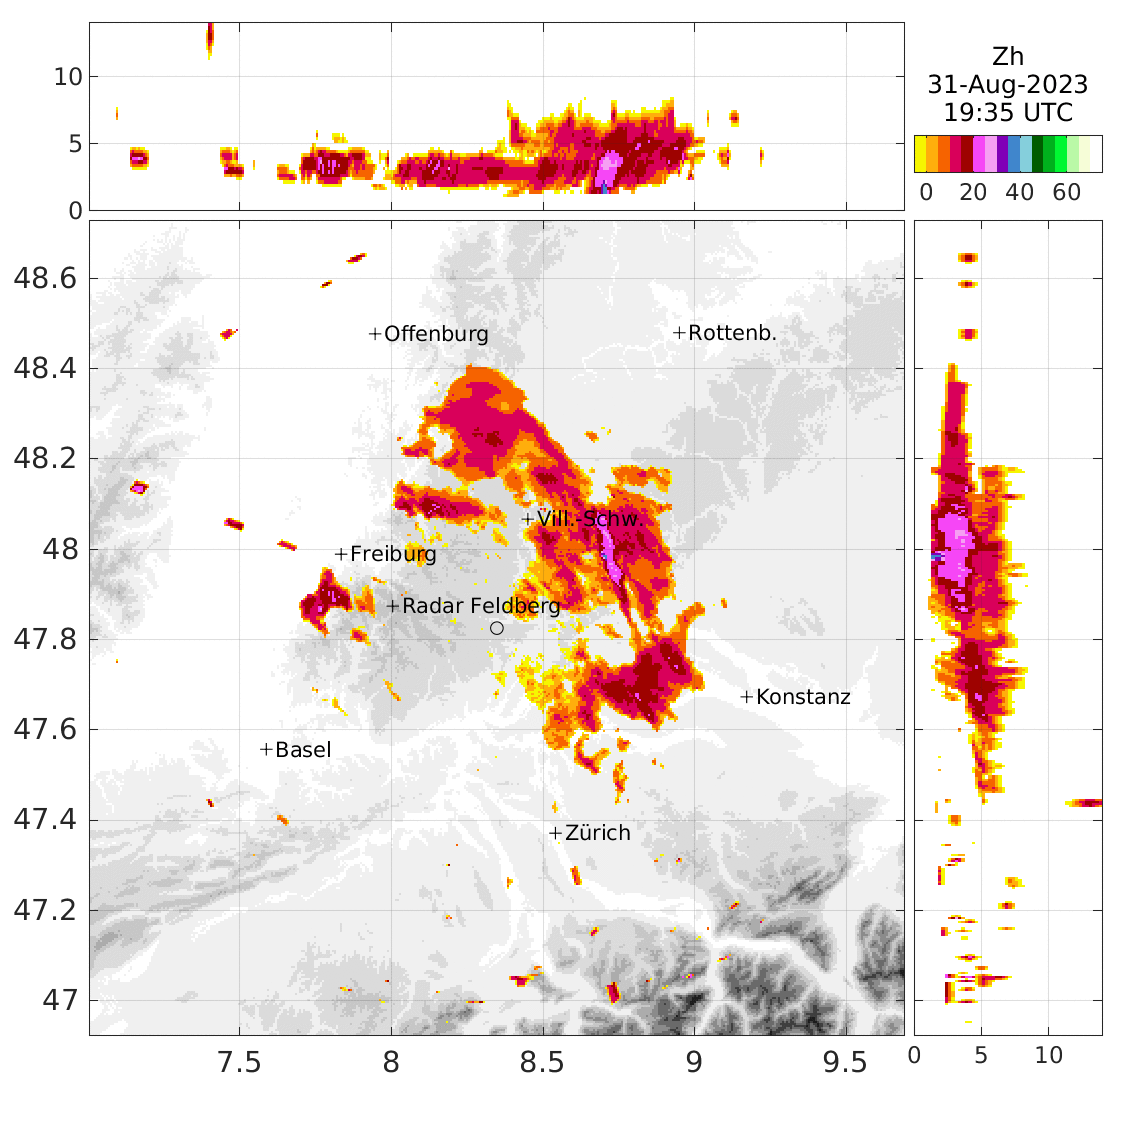 Zh
31-Aug-2023
19:35 UTC
0 20 40 60
10
5
0
48.6
48.4
48.2
48
47.8
47.6
47.4
47.2
47
+Offenburg
+Rottenb.
+Vill.-Schw.
+Freiburg
+Radar Feldberg
+Konstanz
+Basel
+Zürich
7.5 8 8.5 9 9.5
0 5 10